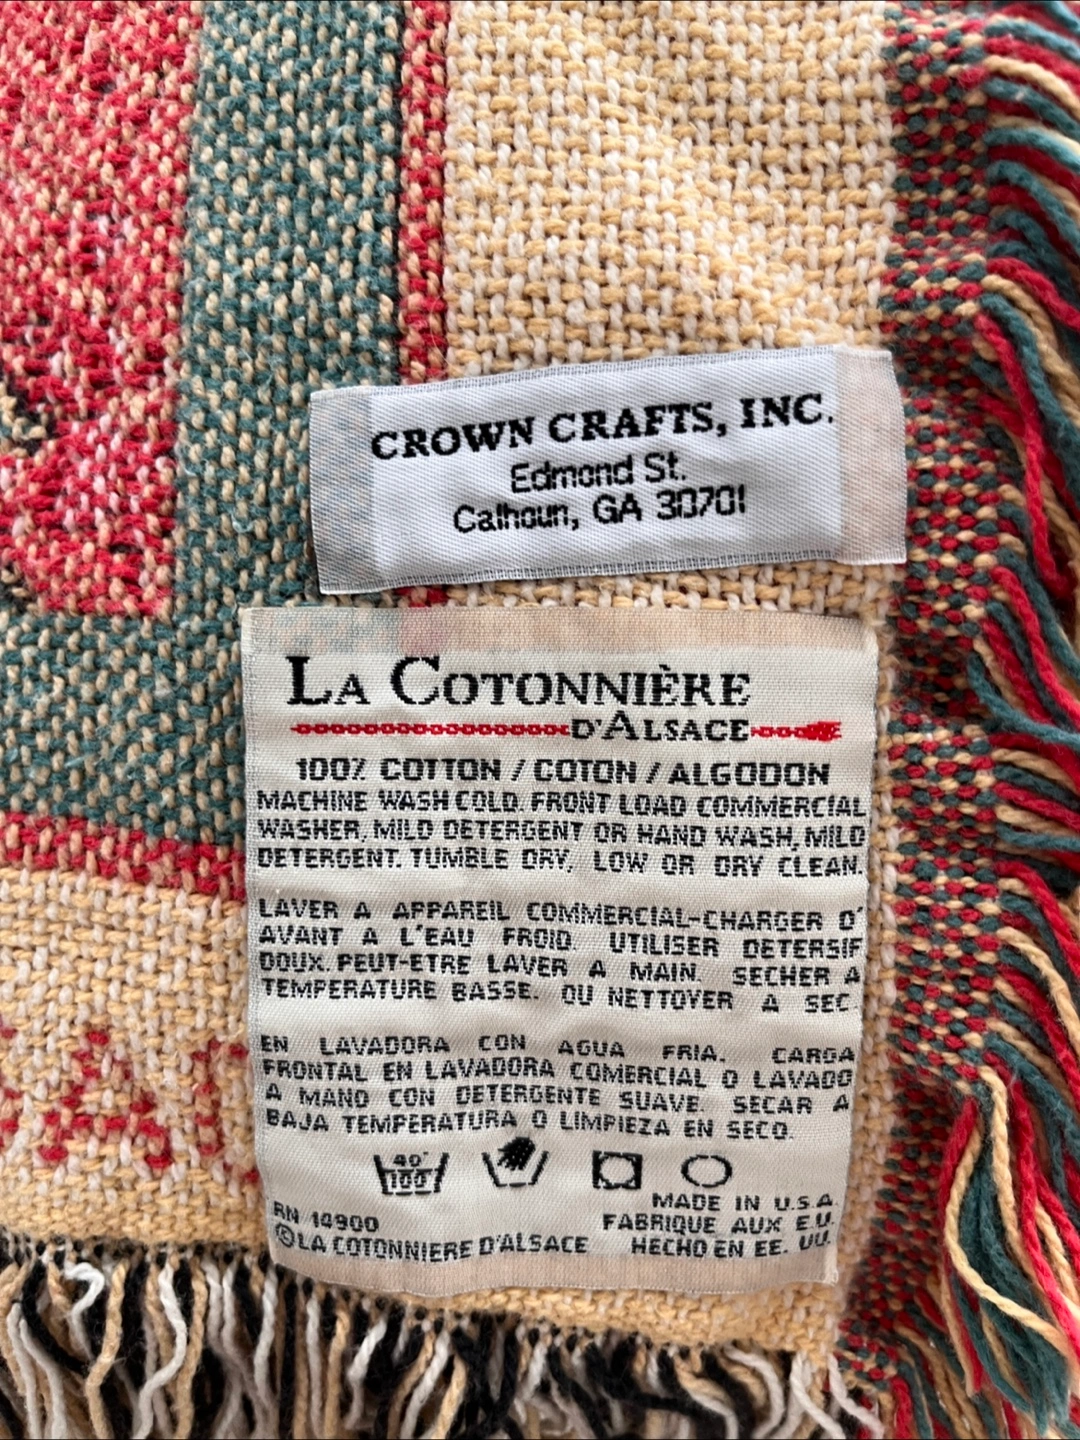 CROWN CRAFTS, INC.
Edmond St.
Calhoun, GA 30701
LA COTONNIÈRE
D'ALSACE
100% COTTON / COTON / ALGODON
MACHINE WASH COLD. FRONT LOAD COMMERCIAL
WASHER, MILD DETERGENT OR HAND WASH, MILD
DETERGENT. TUMBLE DRY, LOW OR DRY CLEAN.
LAVER A APPAREIL COMMERCIAL-CHARGER D'
AVANT A L'EAU FROID. UTILISER DETERSIF
DOUX. PEUT-ETRE LAVER A MAIN. SECHER A
TEMPERATURE BASSE. OU NETTOYER A SEC
EN LAVADORA CON AGUA FRIA. CARGA
FRONTAL EN LAVADORA COMERCIAL O LAVADO
A MANO CON DETERGENTE SUAVE. SECAR A
BAJA TEMPERATURA O LIMPIEZA EN SECO.
40°
100°
MADE IN U.S.A.
RN 14900 FABRIQUE AUX E.U.
©LA COTONNIERE D'ALSACE HECHO EN EE. UU.